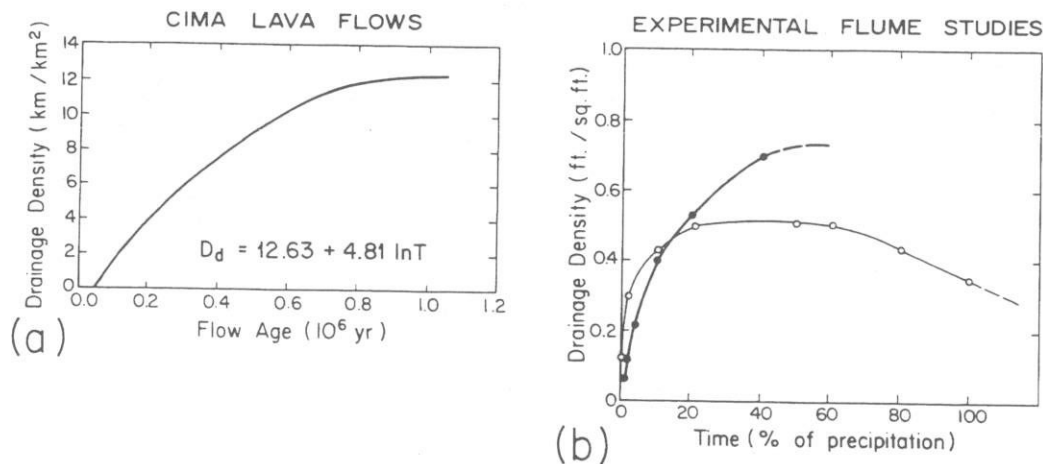 CIMA LAVA FLOWS
Drainage Density (km/km²)
14
12
10
8
6
4
2
0
D_d = 12.63 + 4.81 lnT
0.0 0.2 0.4 0.6 0.8 1.0 1.2
Flow Age (10⁶ yr)
(a)
EXPERIMENTAL FLUME STUDIES
Drainage Density (ft. / sq. ft.)
1.0
0.8
0.6
0.4
0.2
0
0 20 40 60 80 100
Time (% of precipitation)
(b)